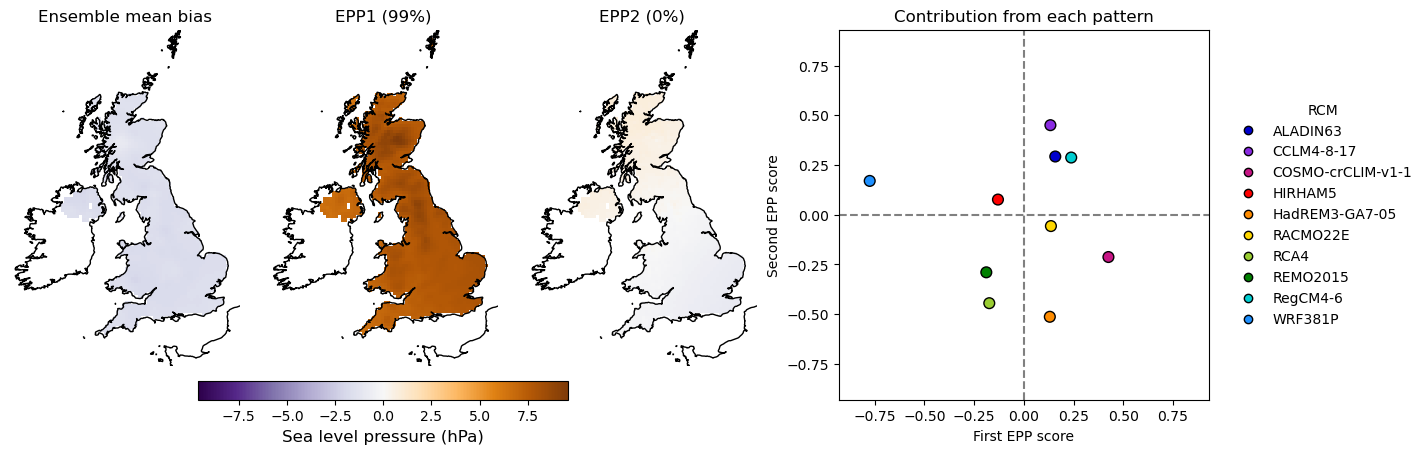 Ensemble mean bias
EPP1 (99%)
EPP2 (0%)
Contribution from each pattern
−7.5 −5.0 −2.5 0.0 2.5 5.0 7.5
Sea level pressure (hPa)
Second EPP score
0.75
0.50
0.25
0.00
−0.25
−0.50
−0.75
−0.75 −0.50 −0.25 0.00 0.25 0.50 0.75
First EPP score
RCM
ALADIN63
CCLM4-8-17
COSMO-crCLIM-v1-1
HIRHAM5
HadREM3-GA7-05
RACMO22E
RCA4
REMO2015
RegCM4-6
WRF381P